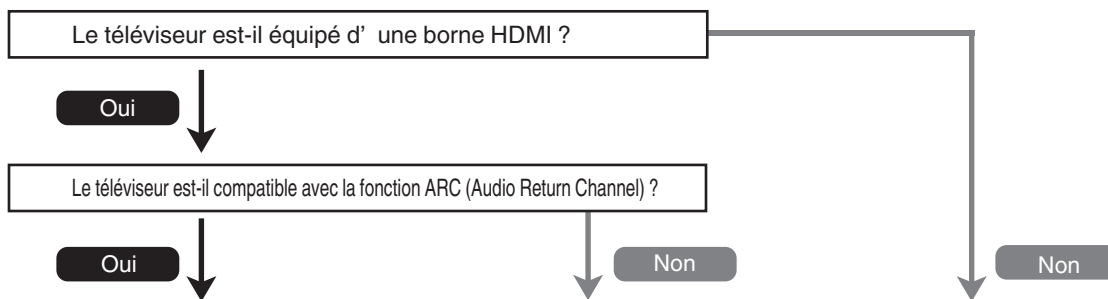 Le téléviseur est-il équipé d’ une borne HDMI ?
Oui
Le téléviseur est-il compatible avec la fonction ARC (Audio Return Channel) ?
Oui
Non
Non